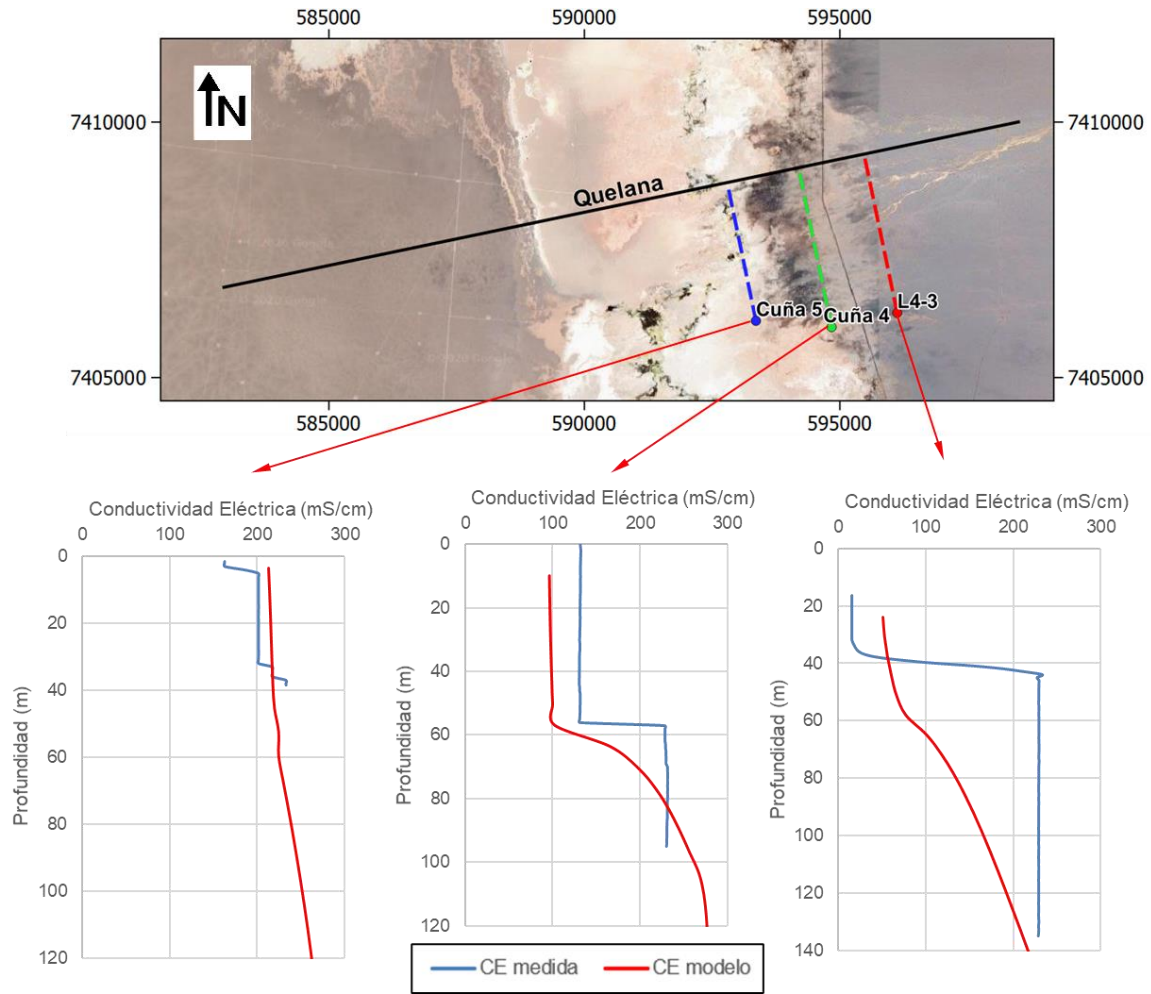 585000 590000 595000
N
7410000 7410000
Quelana
Cuña 5 Cuña 4 L4-3
7405000 7405000
585000 590000 595000
Conductividad Eléctrica (mS/cm)
0 100 200 300
Profundidad (m)
0
20
40
60
80
100
120
Conductividad Eléctrica (mS/cm)
0 100 200 300
Profundidad (m)
0
20
40
60
80
100
120
Conductividad Eléctrica (mS/cm)
0 100 200 300
Profundidad (m)
0
20
40
60
80
100
120
140
CE medida CE modelo